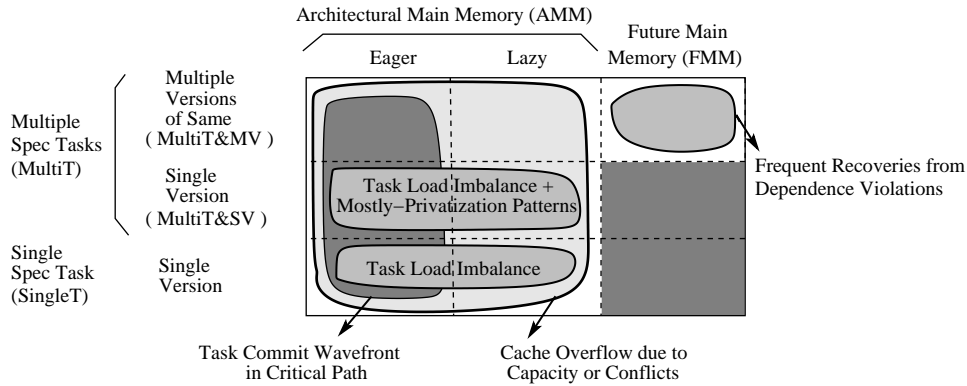 Architectural Main Memory (AMM)
Future Main
Memory (FMM)
Eager
Lazy
Multiple
Spec Tasks
(MultiT)
Multiple
Versions
of Same
( MultiT&MV )
Single
Version
( MultiT&SV )
Single
Spec Task
(SingleT)
Single
Version
Task Load Imbalance +
Mostly−Privatization Patterns
Task Load Imbalance
Frequent Recoveries from
Dependence Violations
Task Commit Wavefront
in Critical Path
Cache Overflow due to
Capacity or Conflicts